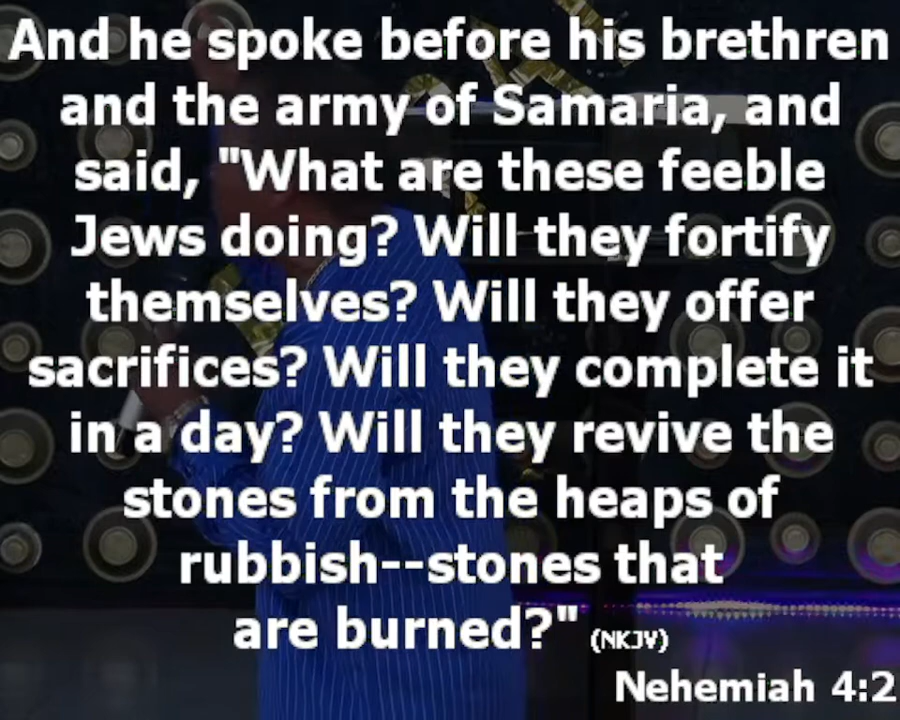 And he spoke before his brethren
and the army of Samaria, and
said, "What are these feeble
Jews doing? Will they fortify
themselves? Will they offer
sacrifices? Will they complete it
in a day? Will they revive the
stones from the heaps of
rubbish--stones that
are burned?" (NKJV)
Nehemiah 4:2